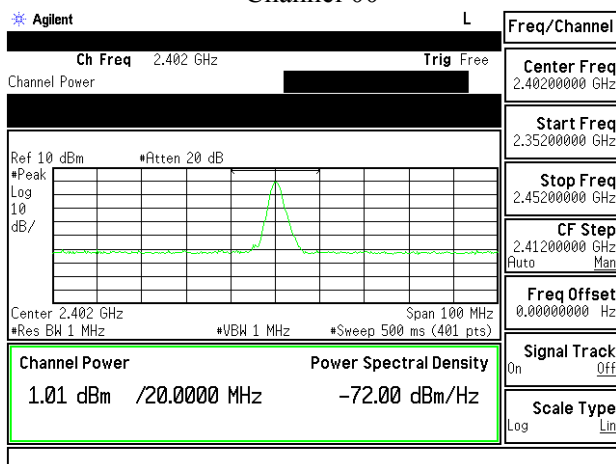 Agilent L
Ch Freq 2.402 GHz Trig Free
Channel Power
Ref 10 dBm #Atten 20 dB
#Peak
Log
10
dB/
Center 2.402 GHz Span 100 MHz
#Res BW 1 MHz #VBW 1 MHz #Sweep 500 ms (401 pts)
Channel Power Power Spectral Density
1.01 dBm /20.0000 MHz -72.00 dBm/Hz
Freq/Channel
Center Freq
2.40200000 GHz
Start Freq
2.35200000 GHz
Stop Freq
2.45200000 GHz
CF Step
2.41200000 GHz
Auto Man
Freq Offset
0.00000000 Hz
Signal Track
On Off
Scale Type
Log Lin